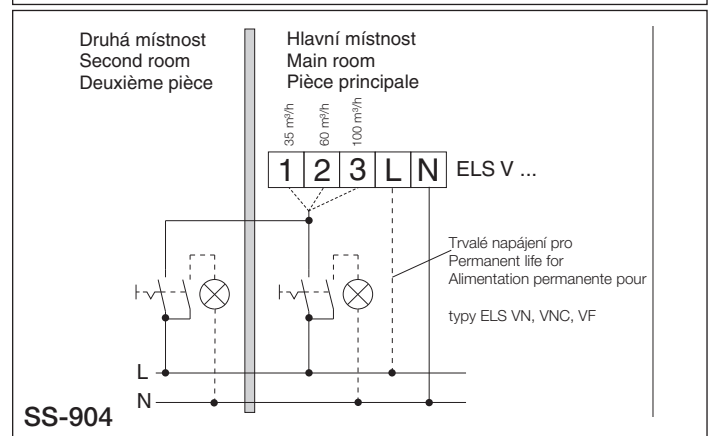 Druhá místnost
Second room
Deuxième pièce
Hlavní místnost
Main room
Pièce principale
35 m³/h
60 m³/h
100 m³/h
1 2 3 L N ELS V ...
Trvalé napájení pro
Permanent life for
Alimentation permanente pour
typy ELS VN, VNC, VF
L
N
SS-904